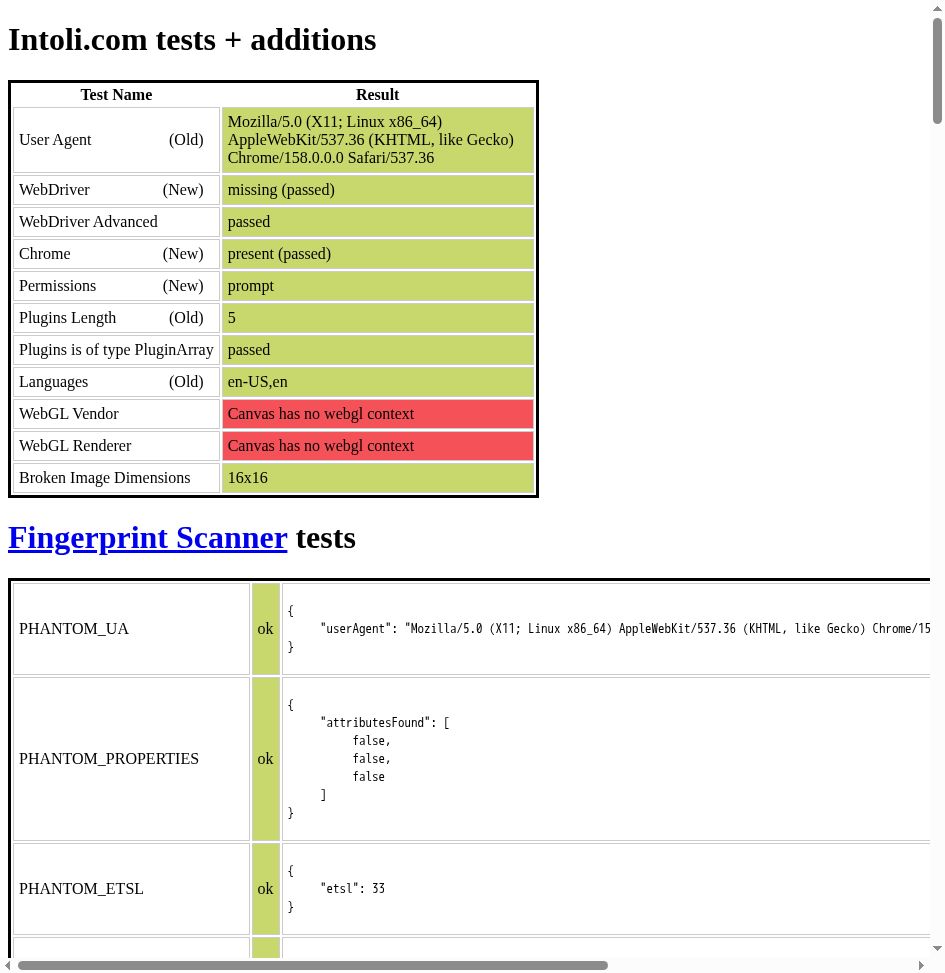 Intoli.com tests + additions
Test Name Result
User Agent (Old) Mozilla/5.0 (X11; Linux x86_64)
AppleWebKit/537.36 (KHTML, like Gecko)
Chrome/158.0.0.0 Safari/537.36
WebDriver (New) missing (passed)
WebDriver Advanced passed
Chrome (New) present (passed)
Permissions (New) prompt
Plugins Length (Old) 5
Plugins is of type PluginArray passed
Languages (Old) en-US,en
WebGL Vendor Canvas has no webgl context
WebGL Renderer Canvas has no webgl context
Broken Image Dimensions 16x16
Fingerprint Scanner tests
PHANTOM_UA ok {
"userAgent": "Mozilla/5.0 (X11; Linux x86_64) AppleWebKit/537.36 (KHTML, like Gecko) Chrome/15
}
PHANTOM_PROPERTIES ok {
"attributesFound": [
false,
false,
false
]
}
PHANTOM_ETSL ok {
"etsl": 33
}